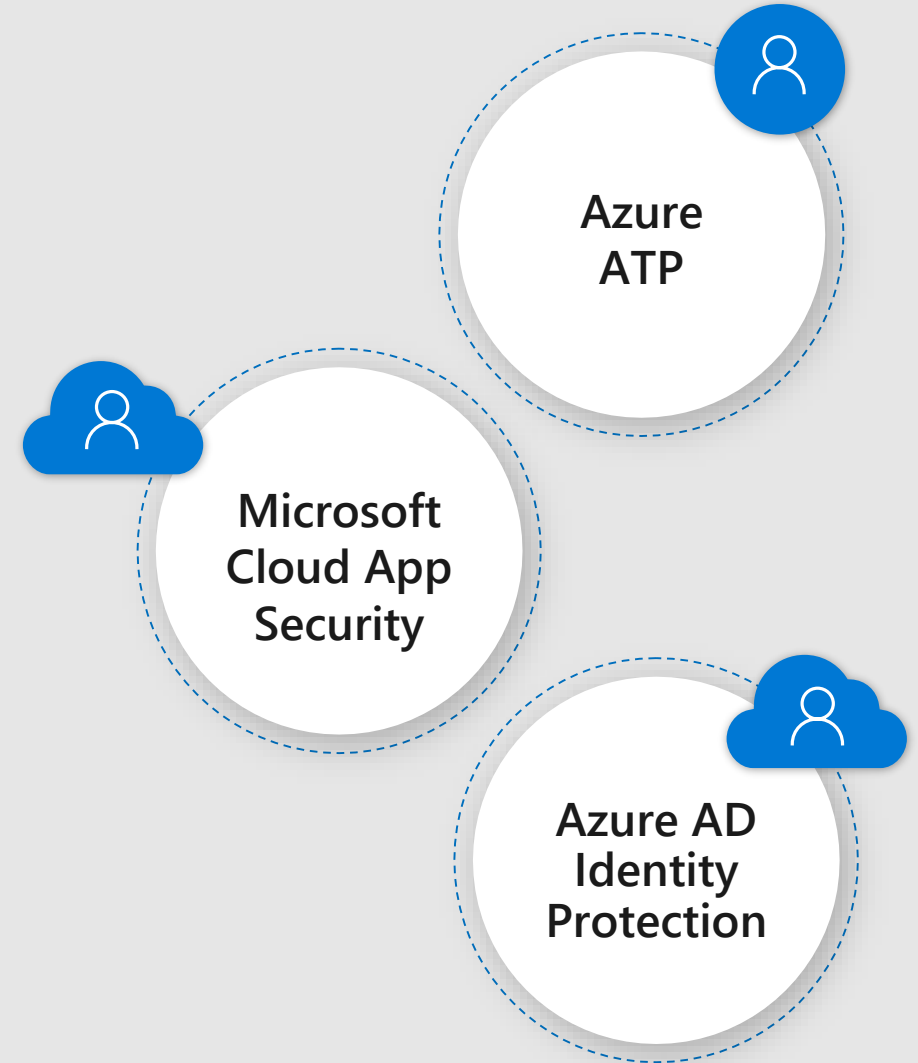 Azure
ATP
Microsoft
Cloud App
Security
Azure AD
Identity
Protection